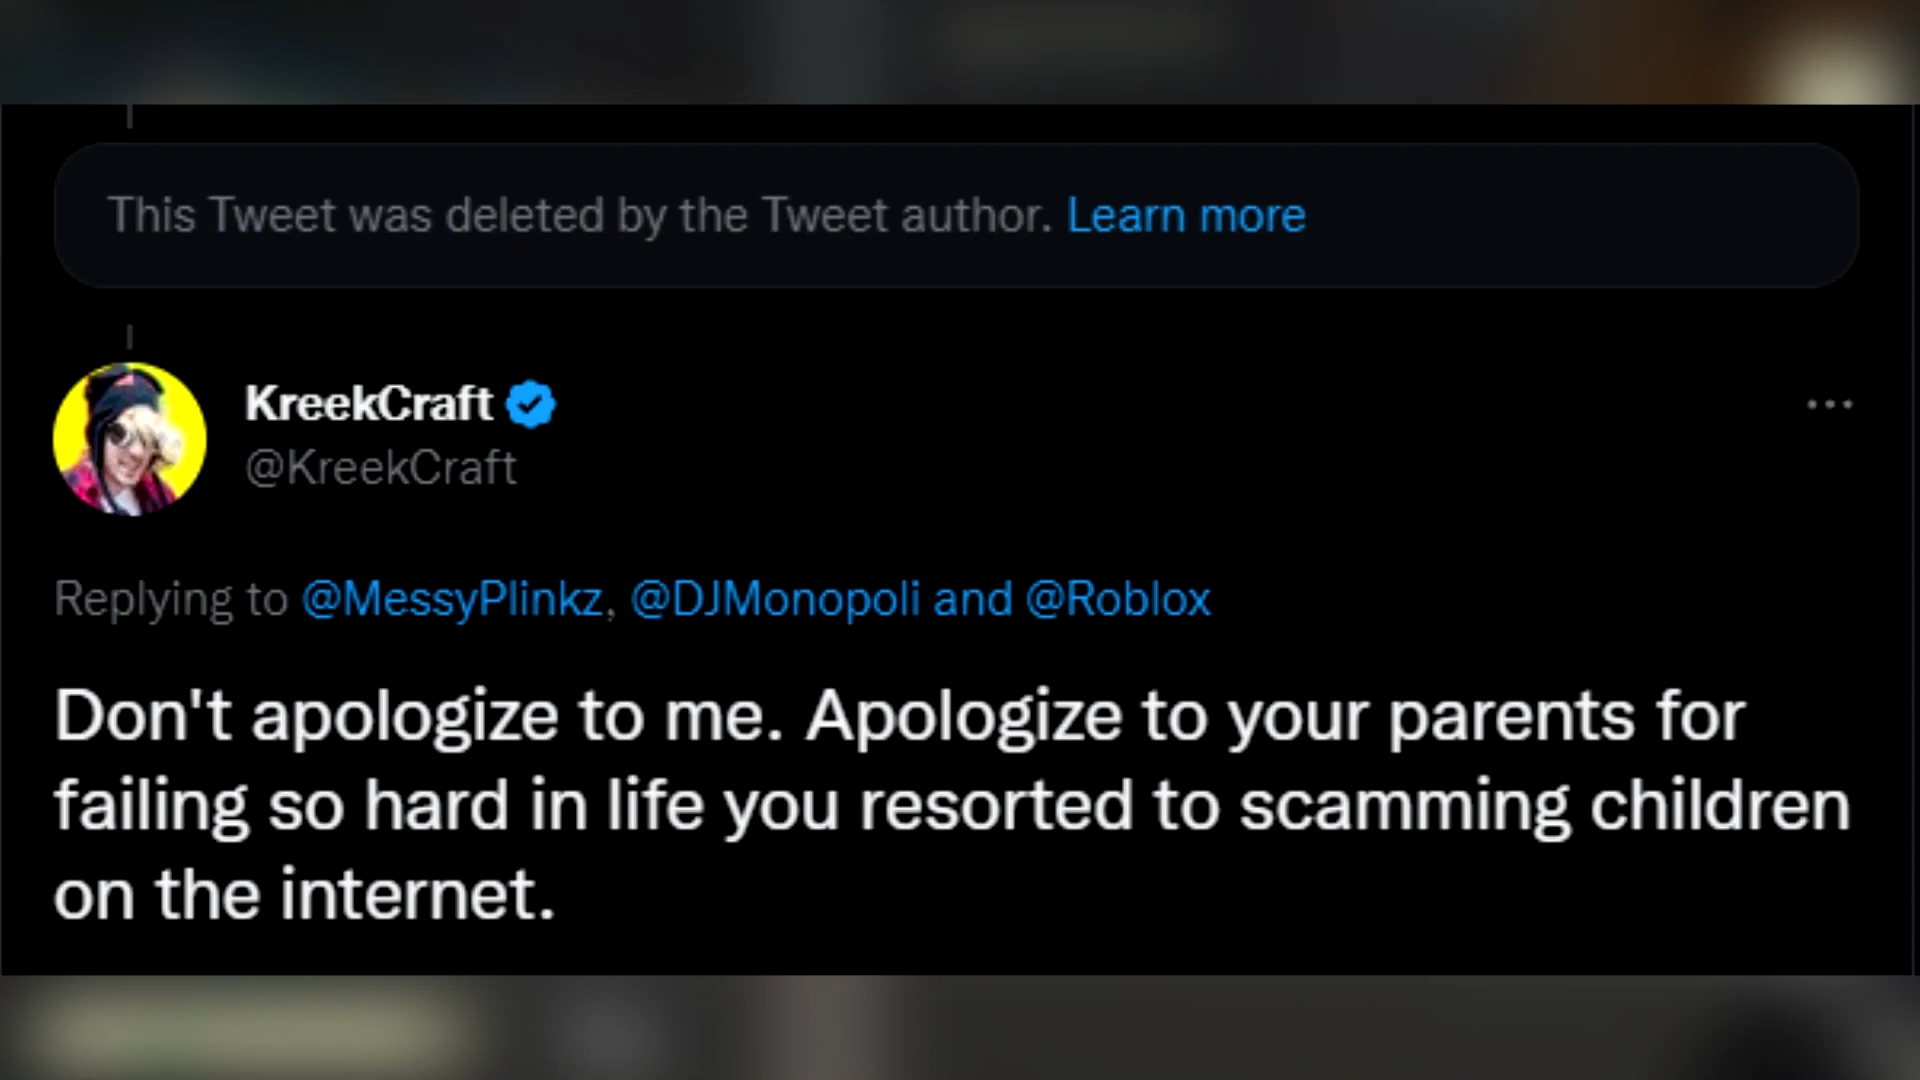 This Tweet was deleted by the Tweet author. Learn more
KreekCraft
@KreekCraft
Replying to @MessyPlinkz, @DJMonopoli and @Roblox
Don't apologize to me. Apologize to your parents for
failing so hard in life you resorted to scamming children
on the internet.